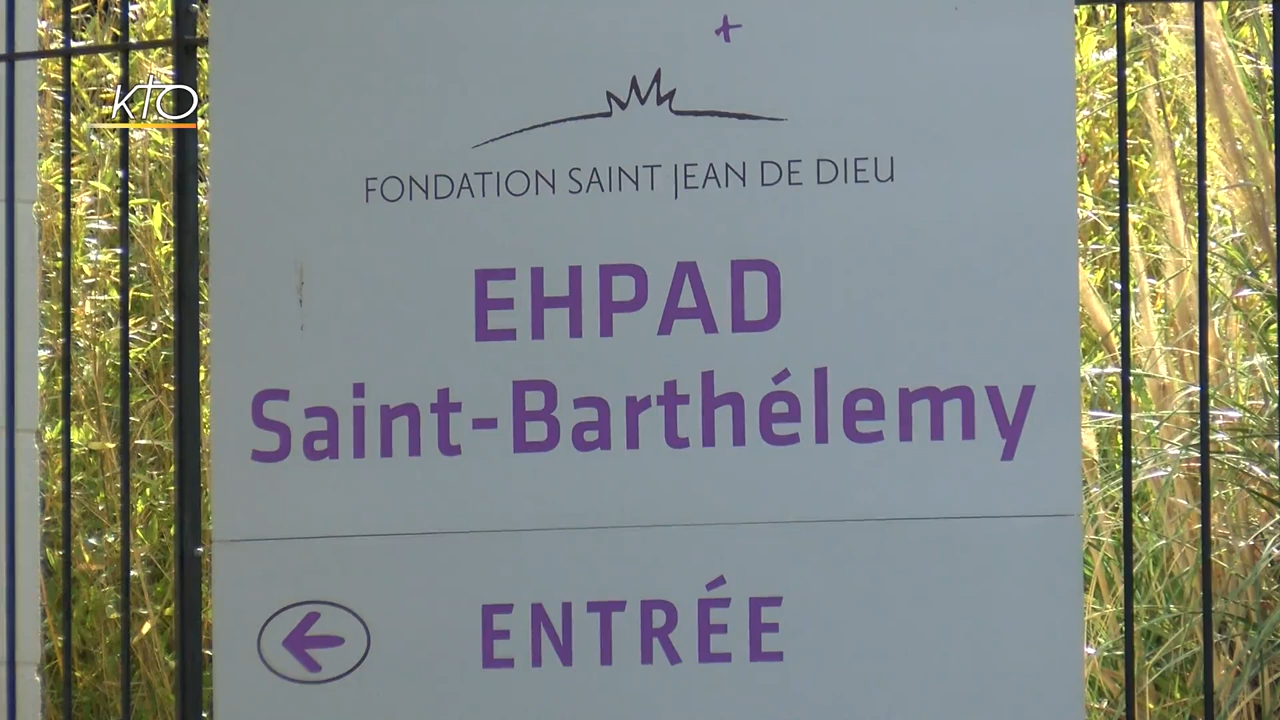 KTO
FONDATION SAINT JEAN DE DIEU
EHPAD
Saint-Barthélemy
ENTRÉE